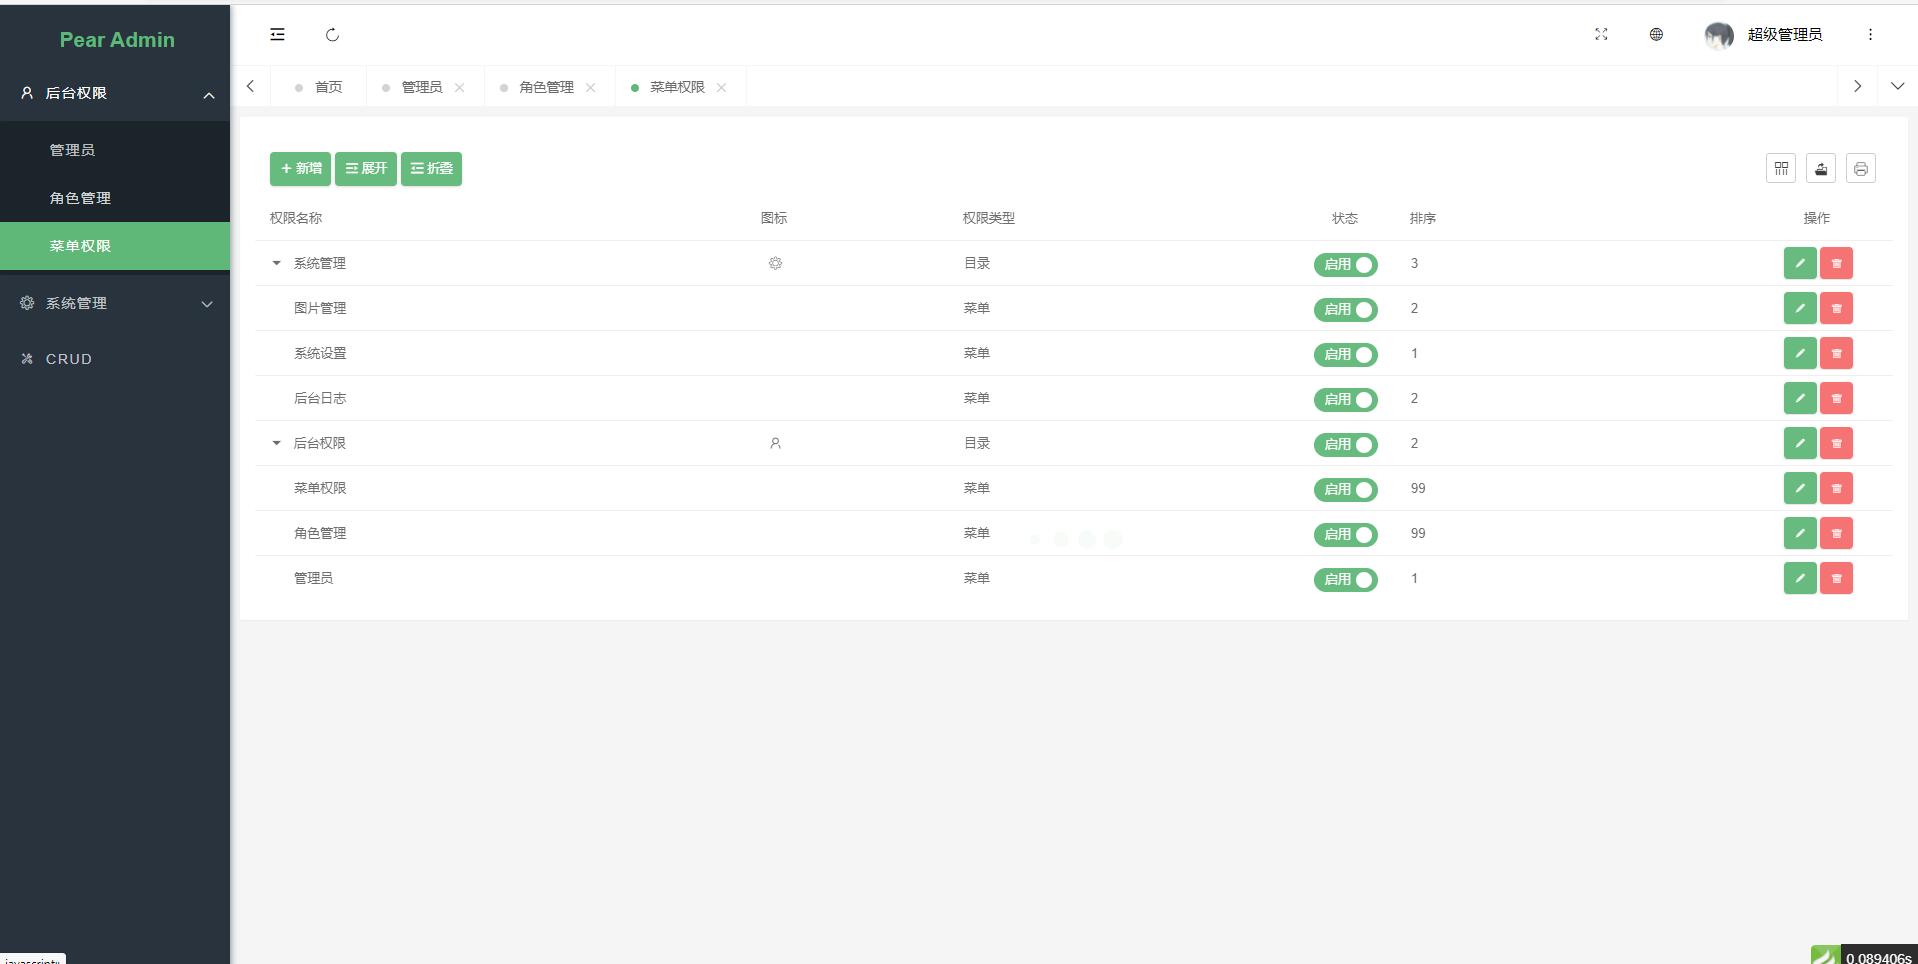 Pear Admin
超级管理员
后台权限
首页 管理员 角色管理 菜单权限
管理员
角色管理
菜单权限
系统管理
CRUD
新增 展开 折叠
权限名称 图标 权限类型 状态 排序 操作
系统管理 目录 启用 3
图片管理 菜单 启用 2
系统设置 菜单 启用 1
后台日志 菜单 启用 2
后台权限 目录 启用 2
菜单权限 菜单 启用 99
角色管理 菜单 启用 99
管理员 菜单 启用 1
0.089406s